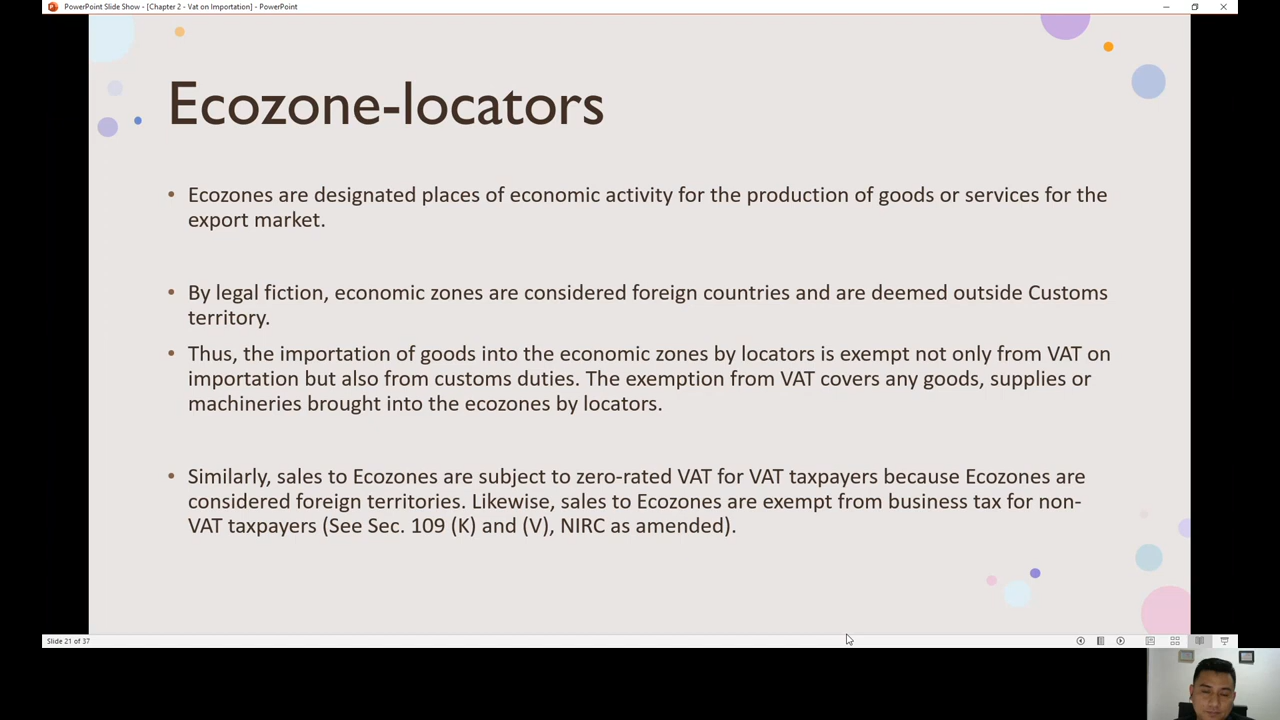 PowerPoint Slide Show - [Chapter 2 - Vat on Importation] - PowerPoint
Ecozone-locators
• Ecozones are designated places of economic activity for the production of goods or services for the
export market.
• By legal fiction, economic zones are considered foreign countries and are deemed outside Customs
territory.
• Thus, the importation of goods into the economic zones by locators is exempt not only from VAT on
importation but also from customs duties. The exemption from VAT covers any goods, supplies or
machineries brought into the ecozones by locators.
• Similarly, sales to Ecozones are subject to zero-rated VAT for VAT taxpayers because Ecozones are
considered foreign territories. Likewise, sales to Ecozones are exempt from business tax for non-
VAT taxpayers (See Sec. 109 (K) and (V), NIRC as amended).
Slide 21 of 37